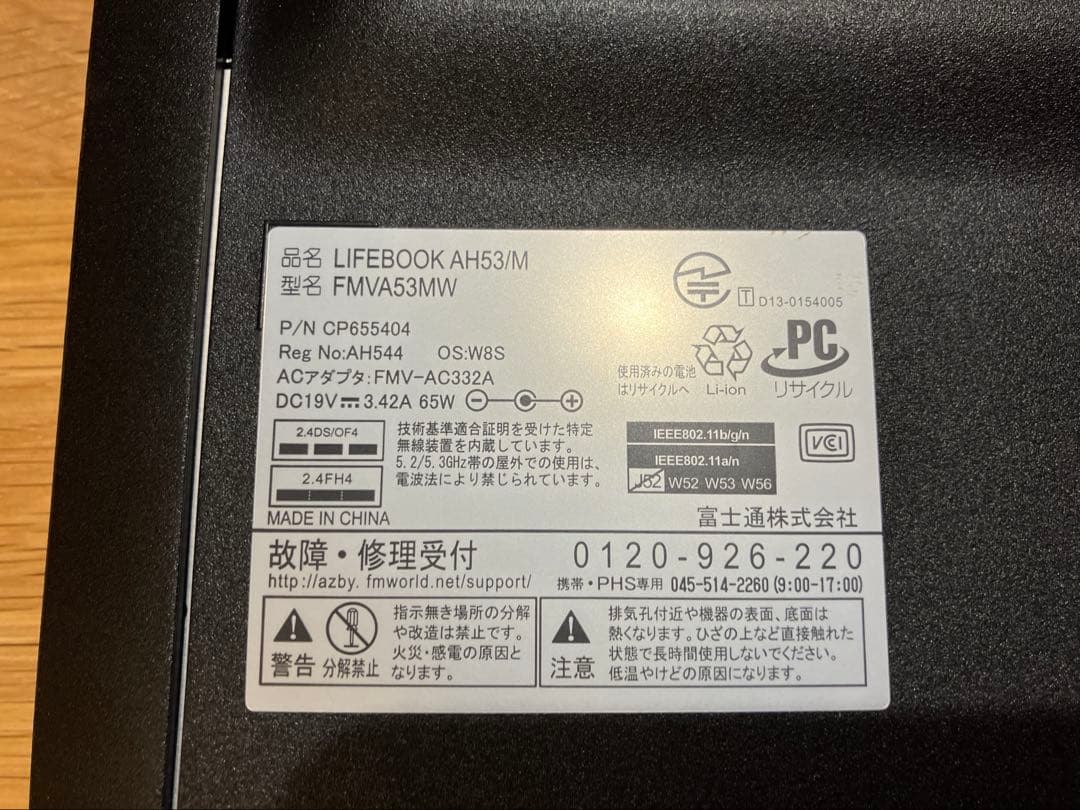 品名 LIFEBOOK AH53/M
型名 FMVA53MW
T D13-0154005
P/N CP655404
Reg No:AH544 OS:W8S
ACアダプタ:FMV-AC332A
DC19V 3.42A 65W
使用済みの電池
はリサイクルへ
Li-ion
PC
リサイクル
2.4DS/OF4
2.4FH4
技術基準適合証明を受けた特定
無線装置を内蔵しています。
5.2/5.3GHz帯の屋外での使用は、
電波法により禁じられています。
IEEE802.11b/g/n
IEEE802.11a/n
J52 W52 W53 W56
VCCI
MADE IN CHINA
富士通株式会社
故障・修理受付 0120-926-220
http://azby.fmworld.net/support/ 携帯・PHS専用 045-514-2260(9:00-17:00)
警告
分解禁止
指示無き場所の分解
や改造は禁止です。
火災・感電の原因と
なります。
注意
排気孔付近や機器の表面、底面は
熱くなります。ひざの上など直接触れた
状態で長時間使用しないでください。
低温やけどの原因になります。